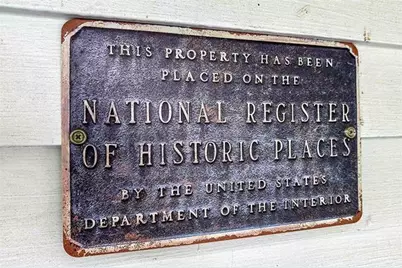 THIS PROPERTY HAS BEEN
PLACED ON THE
NATIONAL REGISTER
OF HISTORIC PLACES
BY THE UNITED STATES
DEPARTMENT OF THE INTERIOR